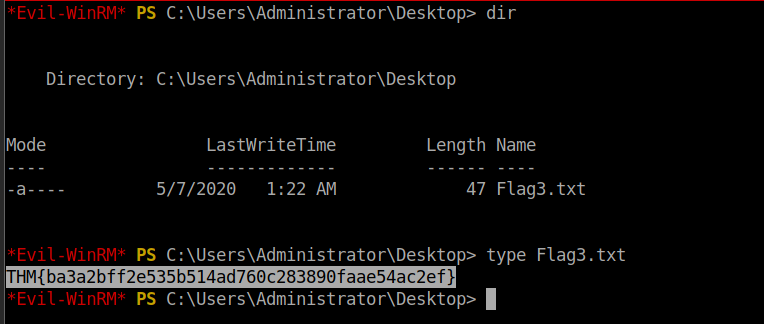 *Evil-WinRM* PS C:\Users\Administrator\Desktop> dir
Directory: C:\Users\Administrator\Desktop
Mode LastWriteTime Length Name
---- ------------- ------ ----
-a---- 5/7/2020 1:22 AM 47 Flag3.txt
*Evil-WinRM* PS C:\Users\Administrator\Desktop> type Flag3.txt
THM{ba3a2bff2e535b514ad760c283890faae54ac2ef}
*Evil-WinRM* PS C:\Users\Administrator\Desktop>